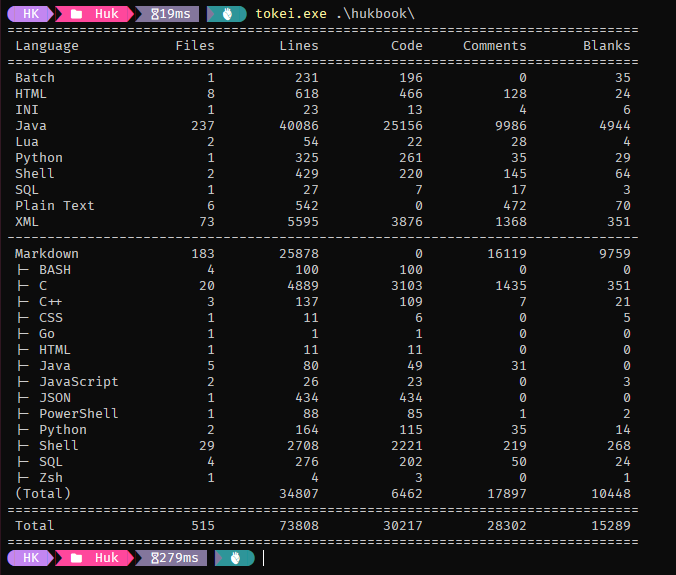 HK Huk 19ms tokei.exe .\hukbook\
===============================================================================
Language Files Lines Code Comments Blanks
===============================================================================
Batch 1 231 196 0 35
HTML 8 618 466 128 24
INI 1 23 13 4 6
Java 237 40086 25156 9986 4944
Lua 2 54 22 28 4
Python 1 325 261 35 29
Shell 2 429 220 145 64
SQL 1 27 7 17 3
Plain Text 6 542 0 472 70
XML 73 5595 3876 1368 351
-------------------------------------------------------------------------------
Markdown 183 25878 0 16119 9759
|- BASH 4 100 100 0 0
|- C 20 4889 3103 1435 351
|- C++ 3 137 109 7 21
|- CSS 1 11 6 0 5
|- Go 1 1 1 0 0
|- HTML 1 11 11 0 0
|- Java 5 80 49 31 0
|- JavaScript 2 26 23 0 3
|- JSON 1 434 434 0 0
|- PowerShell 1 88 85 1 2
|- Python 2 164 115 35 14
|- Shell 29 2708 2221 219 268
|- SQL 4 276 202 50 24
|- Zsh 1 4 3 0 1
(Total) 34807 6462 17897 10448
===============================================================================
Total 515 73808 30217 28302 15289
===============================================================================
HK Huk 279ms